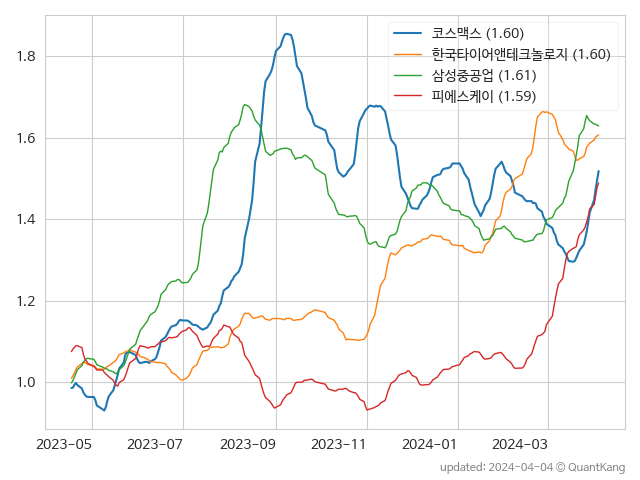 코스맥스 (1.60)
한국타이어앤테크놀로지 (1.60)
삼성중공업 (1.61)
피에스케이 (1.59)
1.8
1.6
1.4
1.2
1.0
2023-05 2023-07 2023-09 2023-11 2024-01 2024-03
updated: 2024-04-04 © QuantKang